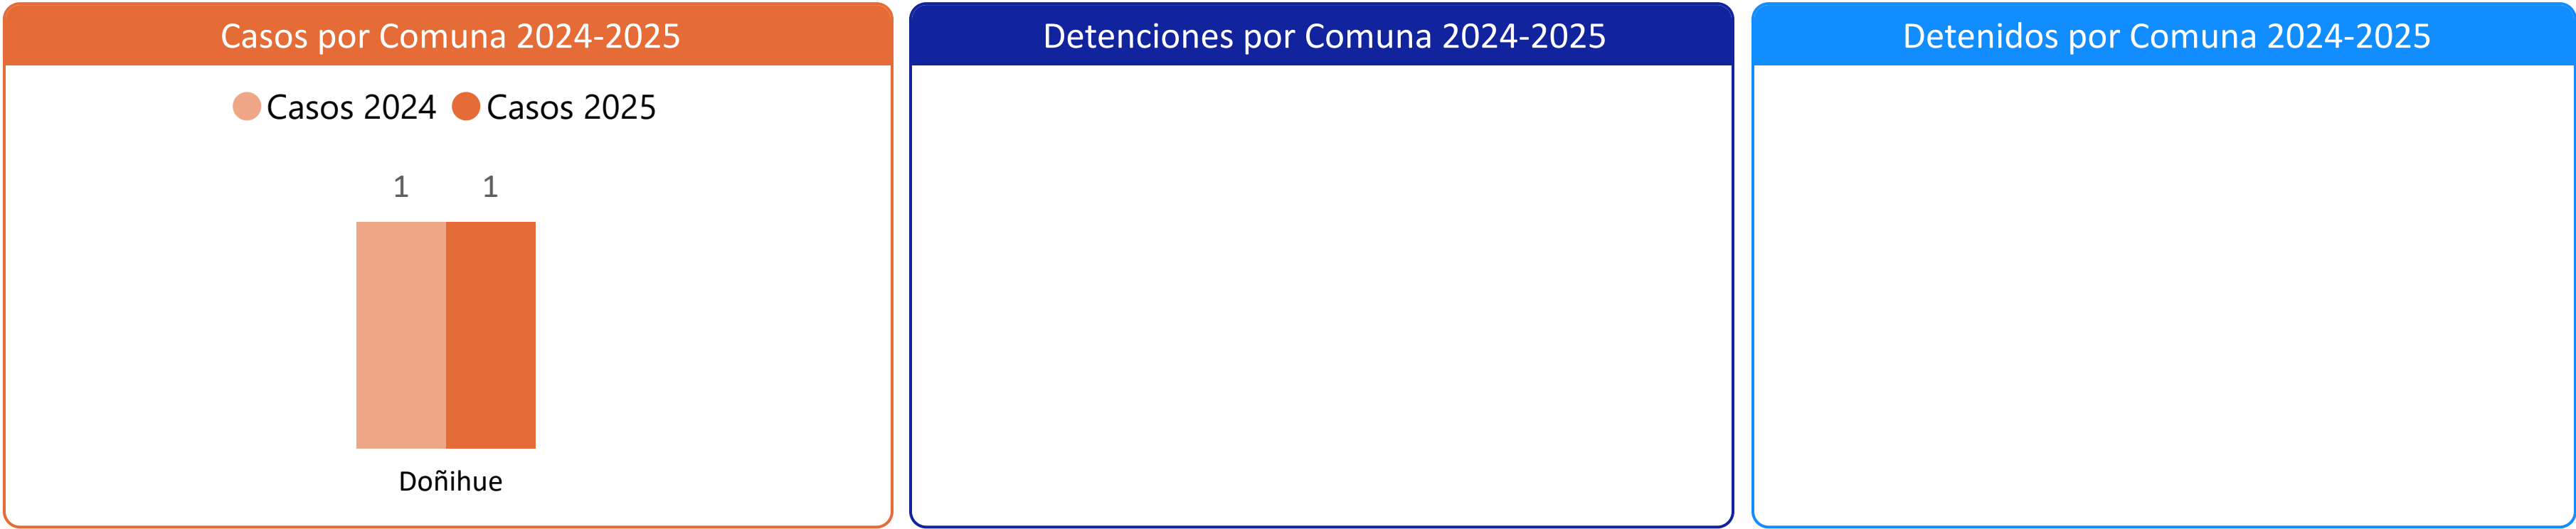 Casos por Comuna 2024-2025
Casos 2024 Casos 2025
1 1
Doñihue
Detenciones por Comuna 2024-2025
Detenidos por Comuna 2024-2025